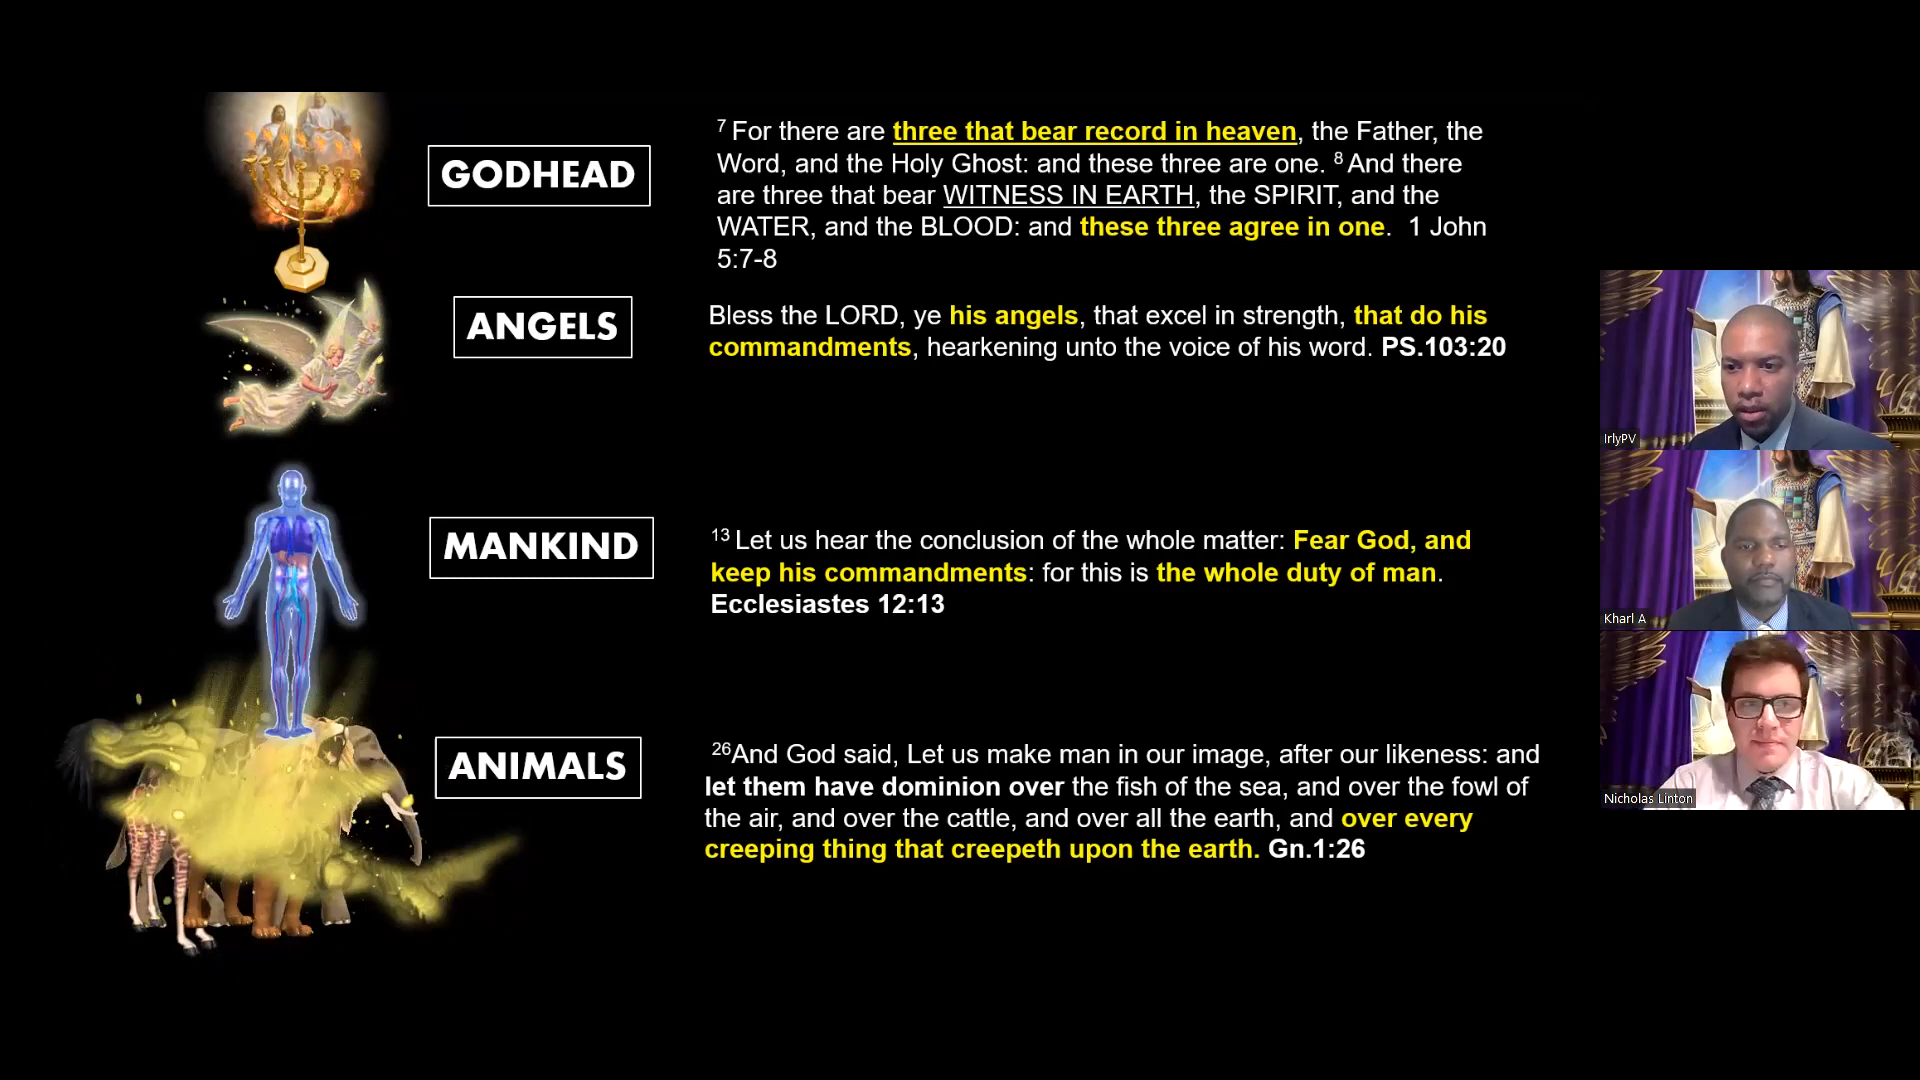 GODHEAD
7 For there are three that bear record in heaven, the Father, the
Word, and the Holy Ghost: and these three are one. 8 And there
are three that bear WITNESS IN EARTH, the SPIRIT, and the
WATER, and the BLOOD: and these three agree in one. 1 John
5:7-8
ANGELS
Bless the LORD, ye his angels, that excel in strength, that do his
commandments, hearkening unto the voice of his word. PS.103:20
MANKIND
13 Let us hear the conclusion of the whole matter: Fear God, and
keep his commandments: for this is the whole duty of man.
Ecclesiastes 12:13
ANIMALS
26And God said, Let us make man in our image, after our likeness: and
let them have dominion over the fish of the sea, and over the fowl of
the air, and over the cattle, and over all the earth, and over every
creeping thing that creepeth upon the earth. Gn.1:26
IrlyPV
Kharl A
Nicholas Linton